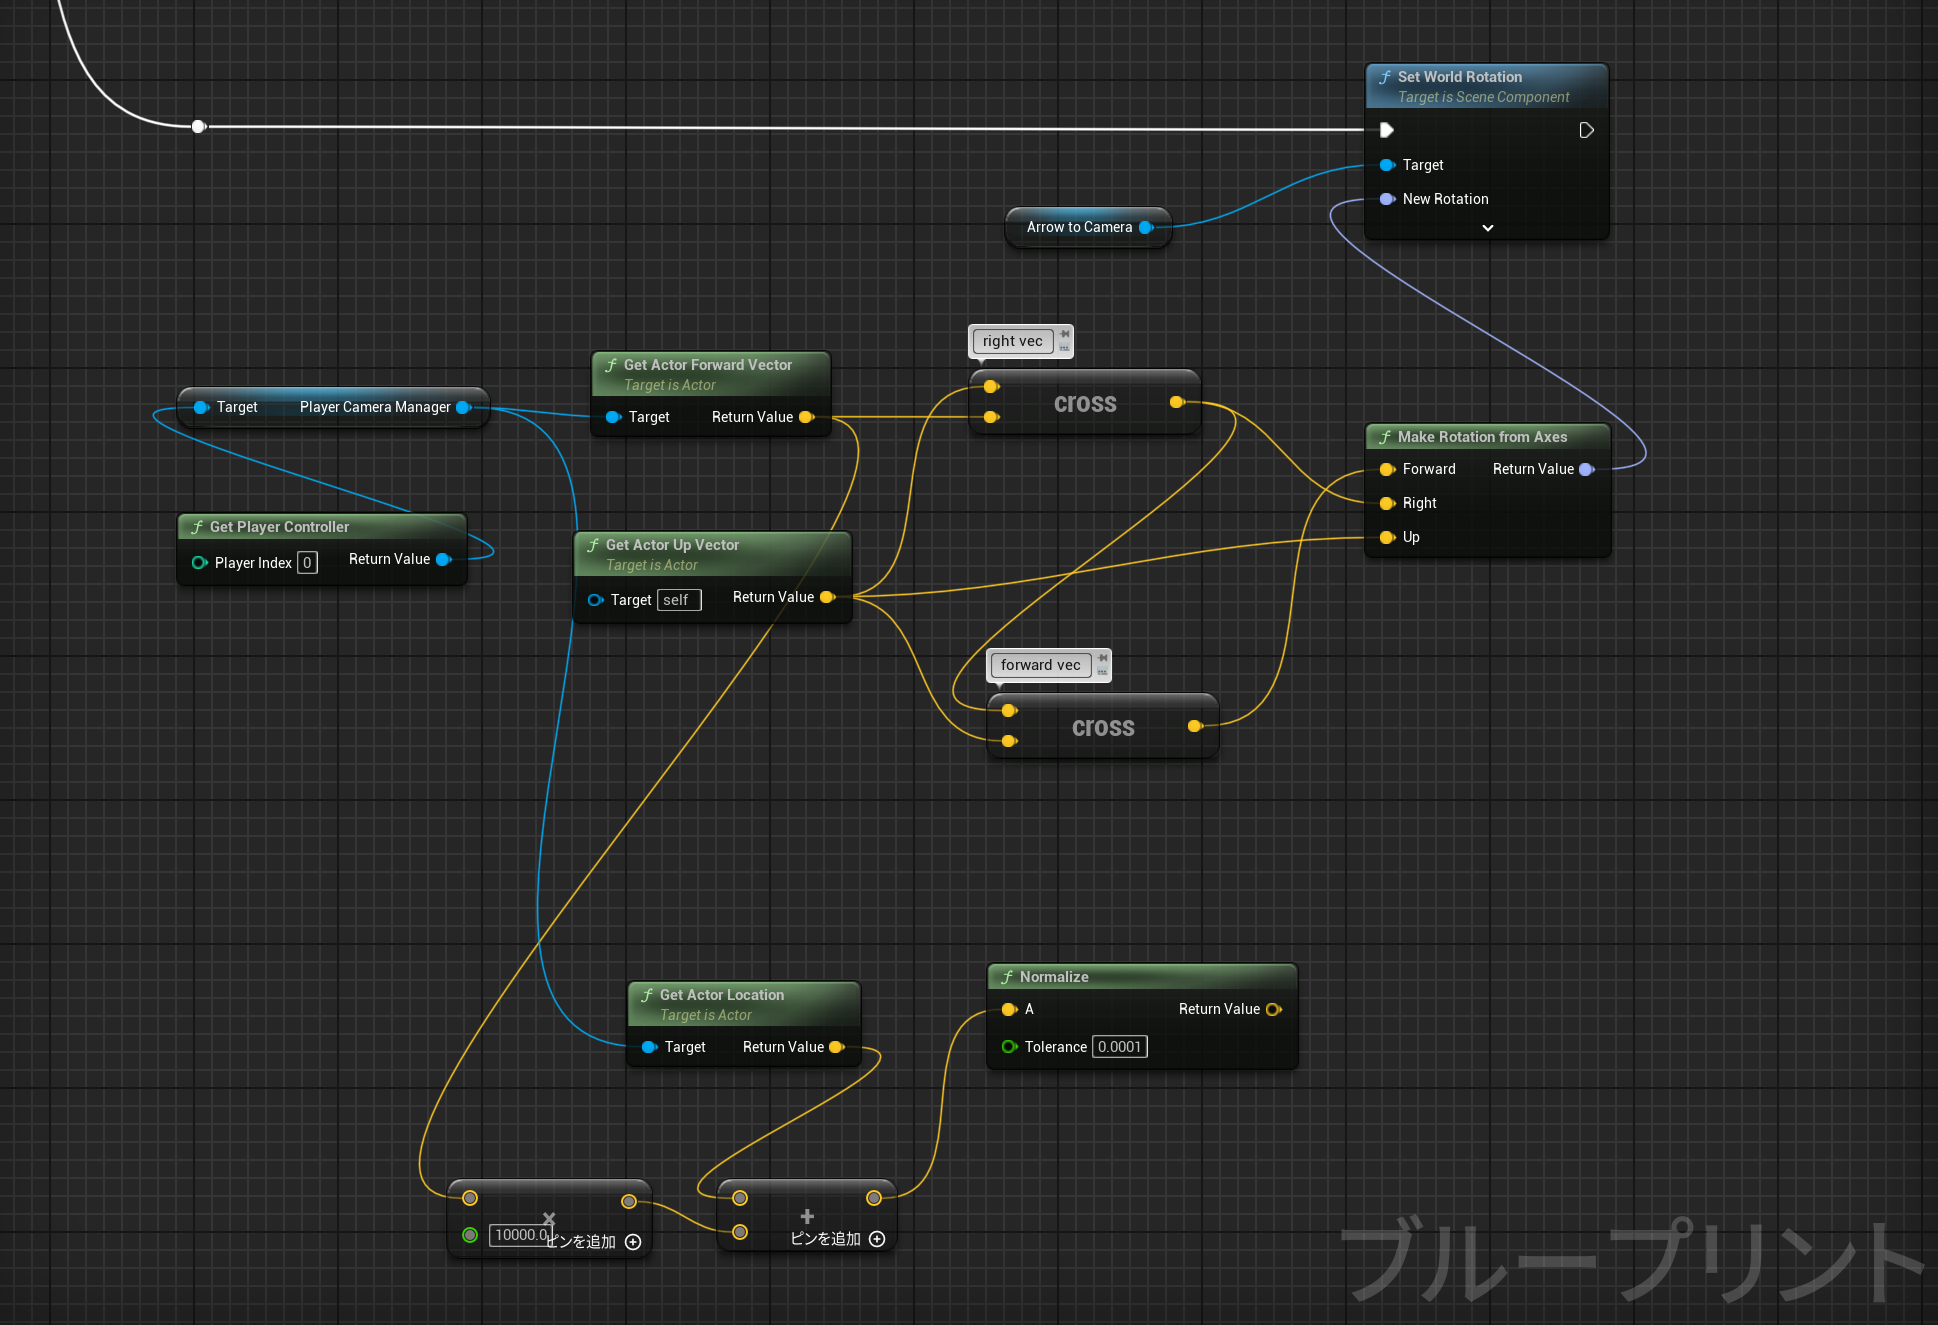 Set World Rotation
Target is Scene Component
Target
New Rotation
Arrow to Camera
right vec
cross
Get Actor Forward Vector
Target is Actor
Target
Return Value
Target
Player Camera Manager
Make Rotation from Axes
Forward
Return Value
Right
Up
Get Player Controller
Player Index
0
Return Value
Get Actor Up Vector
Target is Actor
Target
self
Return Value
forward vec
cross
Get Actor Location
Target is Actor
Target
Return Value
Normalize
A
Return Value
Tolerance
0.0001
×
10000.0
ピンを追加
+
ピンを追加
ブループリント